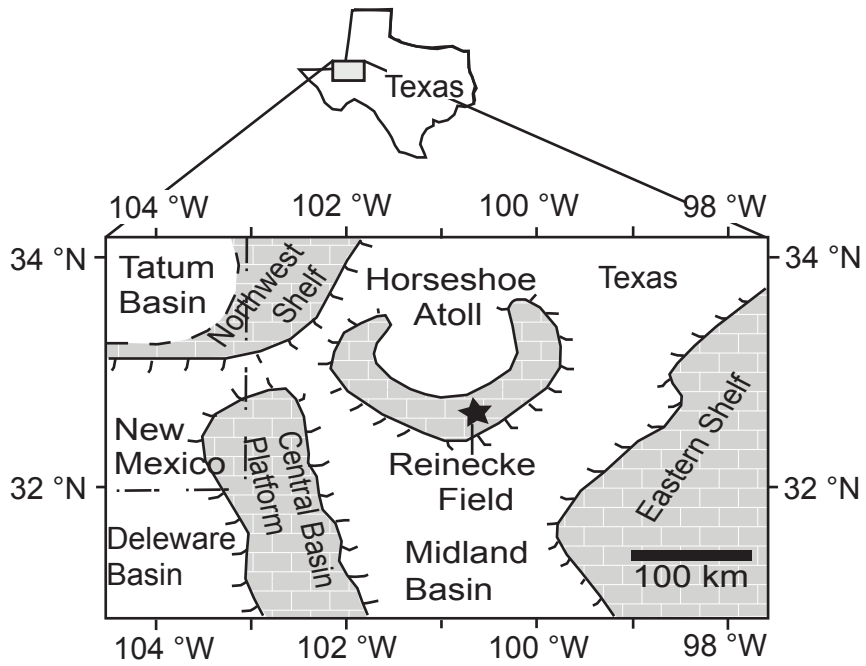 Texas
104 °W
102 °W
100 °W
98 °W
34 °N
34 °N
Tatum
Basin
Northwest
Shelf
Horseshoe
Atoll
Texas
New
Mexico
Central Basin
Platform
Reinecke
Field
Eastern Shelf
32 °N
32 °N
Deleware
Basin
Midland
Basin
100 km
104 °W
102 °W
100 °W
98 °W